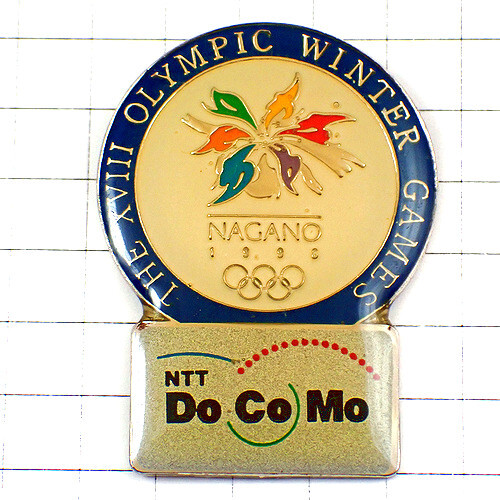 THE XVIII OLYMPIC WINTER GAMES
NAGANO
1998
NTT
DoCoMo